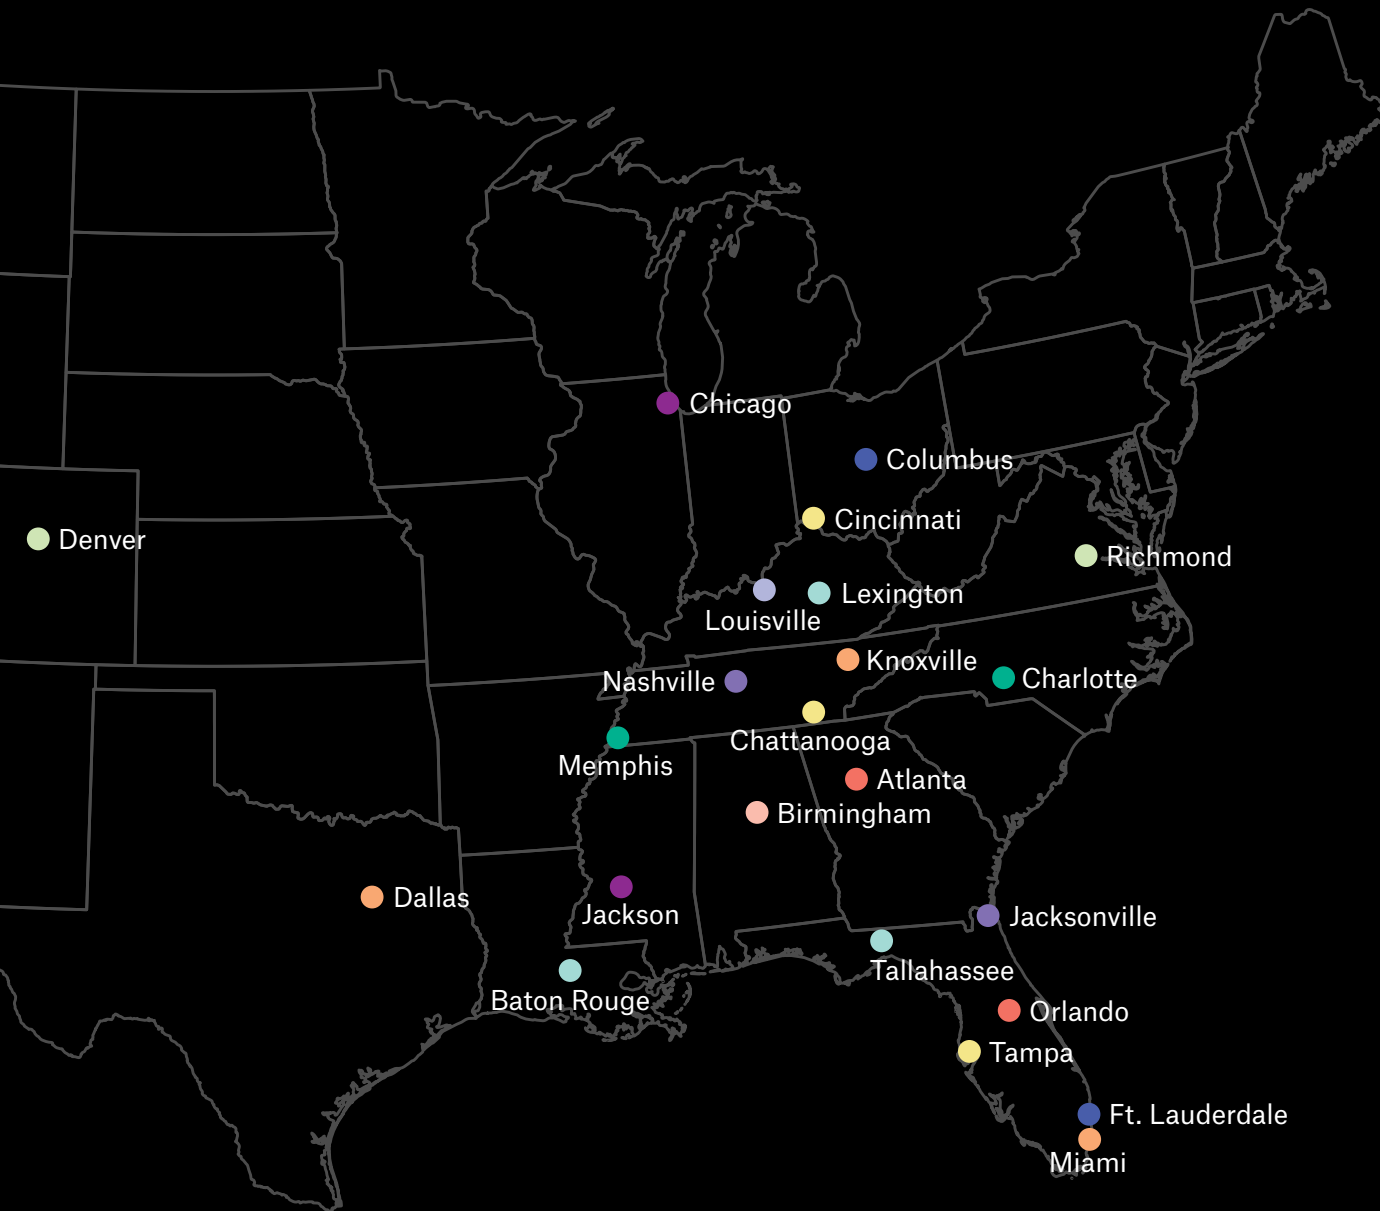 Chicago
Columbus
Cincinnati
Denver
Richmond
Lexington
Louisville
Knoxville
Charlotte
Nashville
Chattanooga
Memphis
Atlanta
Birmingham
Dallas
Jackson
Jacksonville
Tallahassee
Baton Rouge
Orlando
Tampa
Ft. Lauderdale
Miami